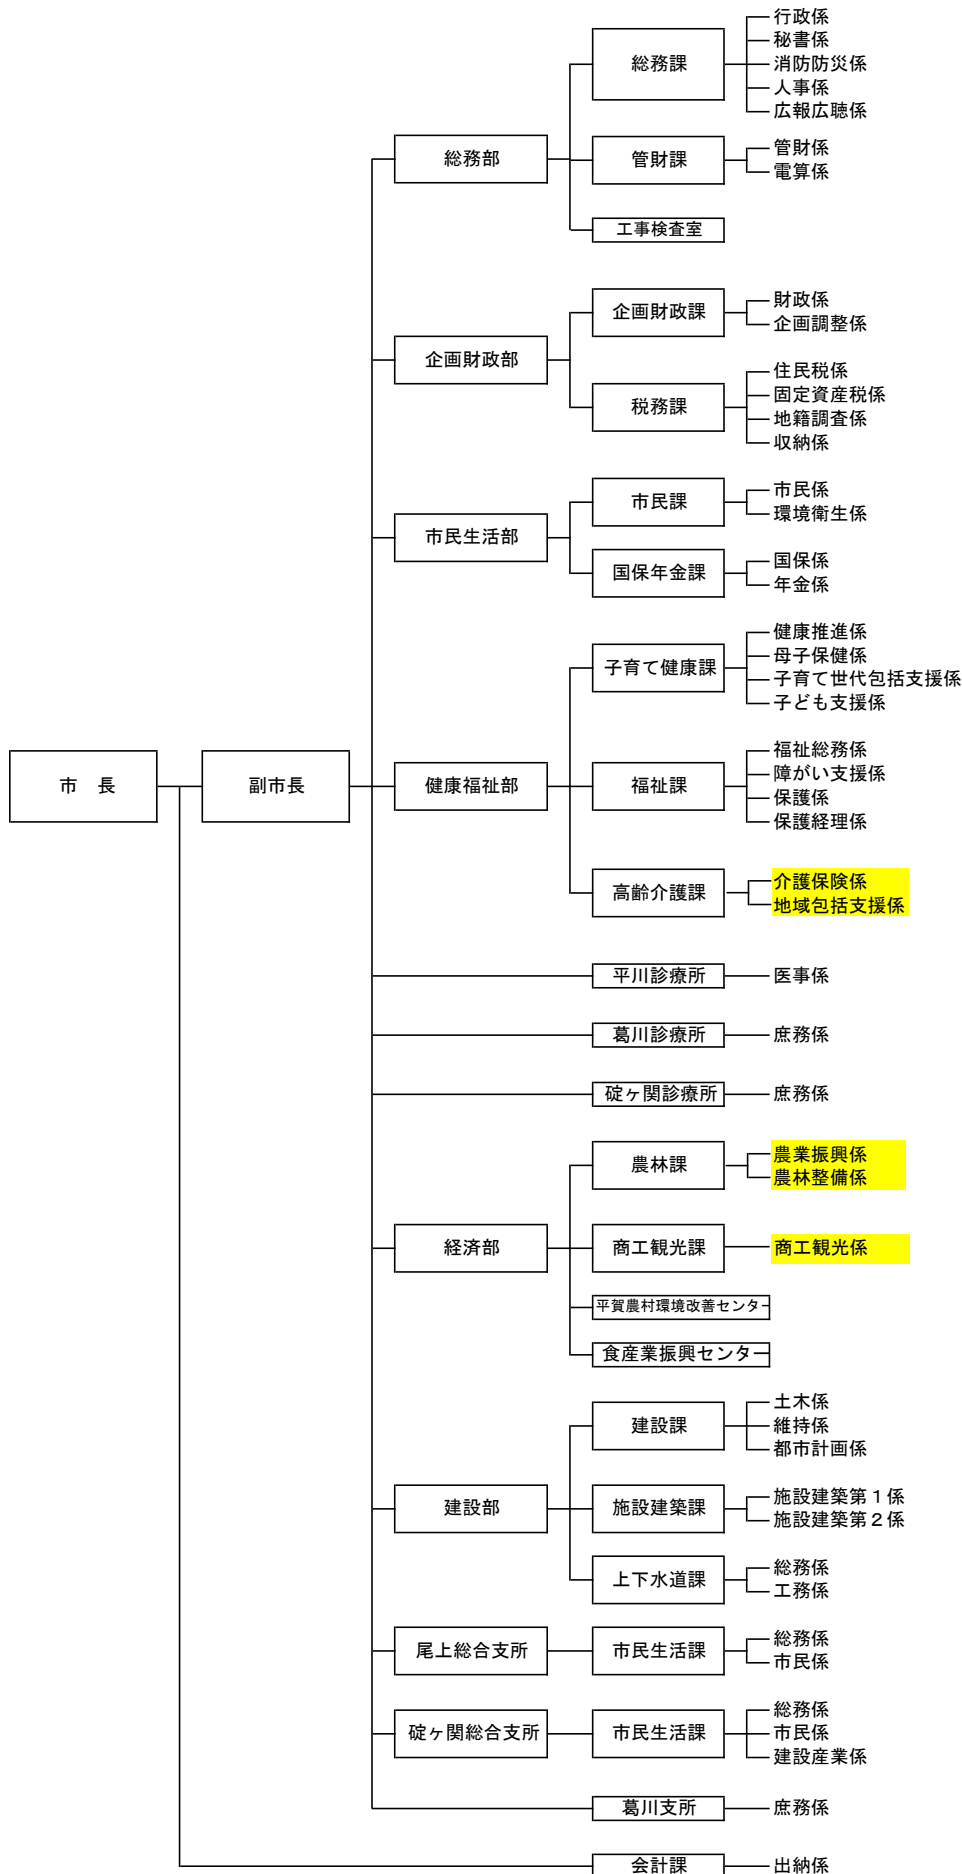 市　長
副市長
総務部
総務課
行政係
秘書係
消防防災係
人事係
広報広聴係
管財課
管財係
電算係
工事検査室
企画財政部
企画財政課
財政係
企画調整係
税務課
住民税係
固定資産税係
地籍調査係
収納係
市民生活部
市民課
市民係
環境衛生係
国保年金課
国保係
年金係
健康福祉部
子育て健康課
健康推進係
母子保健係
子育て世代包括支援係
子ども支援係
福祉課
福祉総務係
障がい支援係
保護係
保護経理係
高齢介護課
介護保険係
地域包括支援係
平川診療所
医事係
葛川診療所
庶務係
碇ヶ関診療所
庶務係
経済部
農林課
農業振興係
農林整備係
商工観光課
商工観光係
平賀農村環境改善センター
食産業振興センター
建設部
建設課
土木係
維持係
都市計画係
施設建築課
施設建築第１係
施設建築第２係
上下水道課
総務係
工務係
尾上総合支所
市民生活課
総務係
市民係
碇ヶ関総合支所
市民生活課
総務係
市民係
建設産業係
葛川支所
庶務係
会計課
出納係